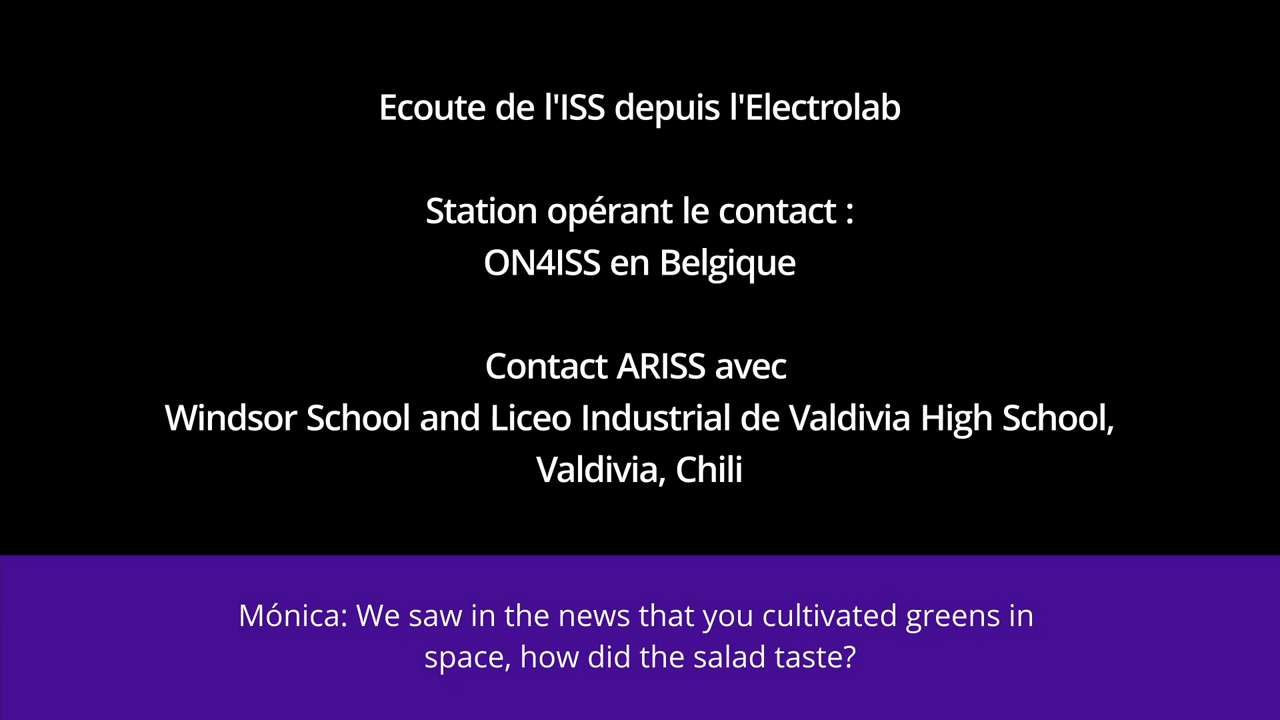 Ecoute de l'ISS depuis l'Electrolab
Station opérant le contact :
ON4ISS en Belgique
Contact ARISS avec
Windsor School and Liceo Industrial de Valdivia High School,
Valdivia, Chili
Mónica: We saw in the news that you cultivated greens in
space, how did the salad taste?